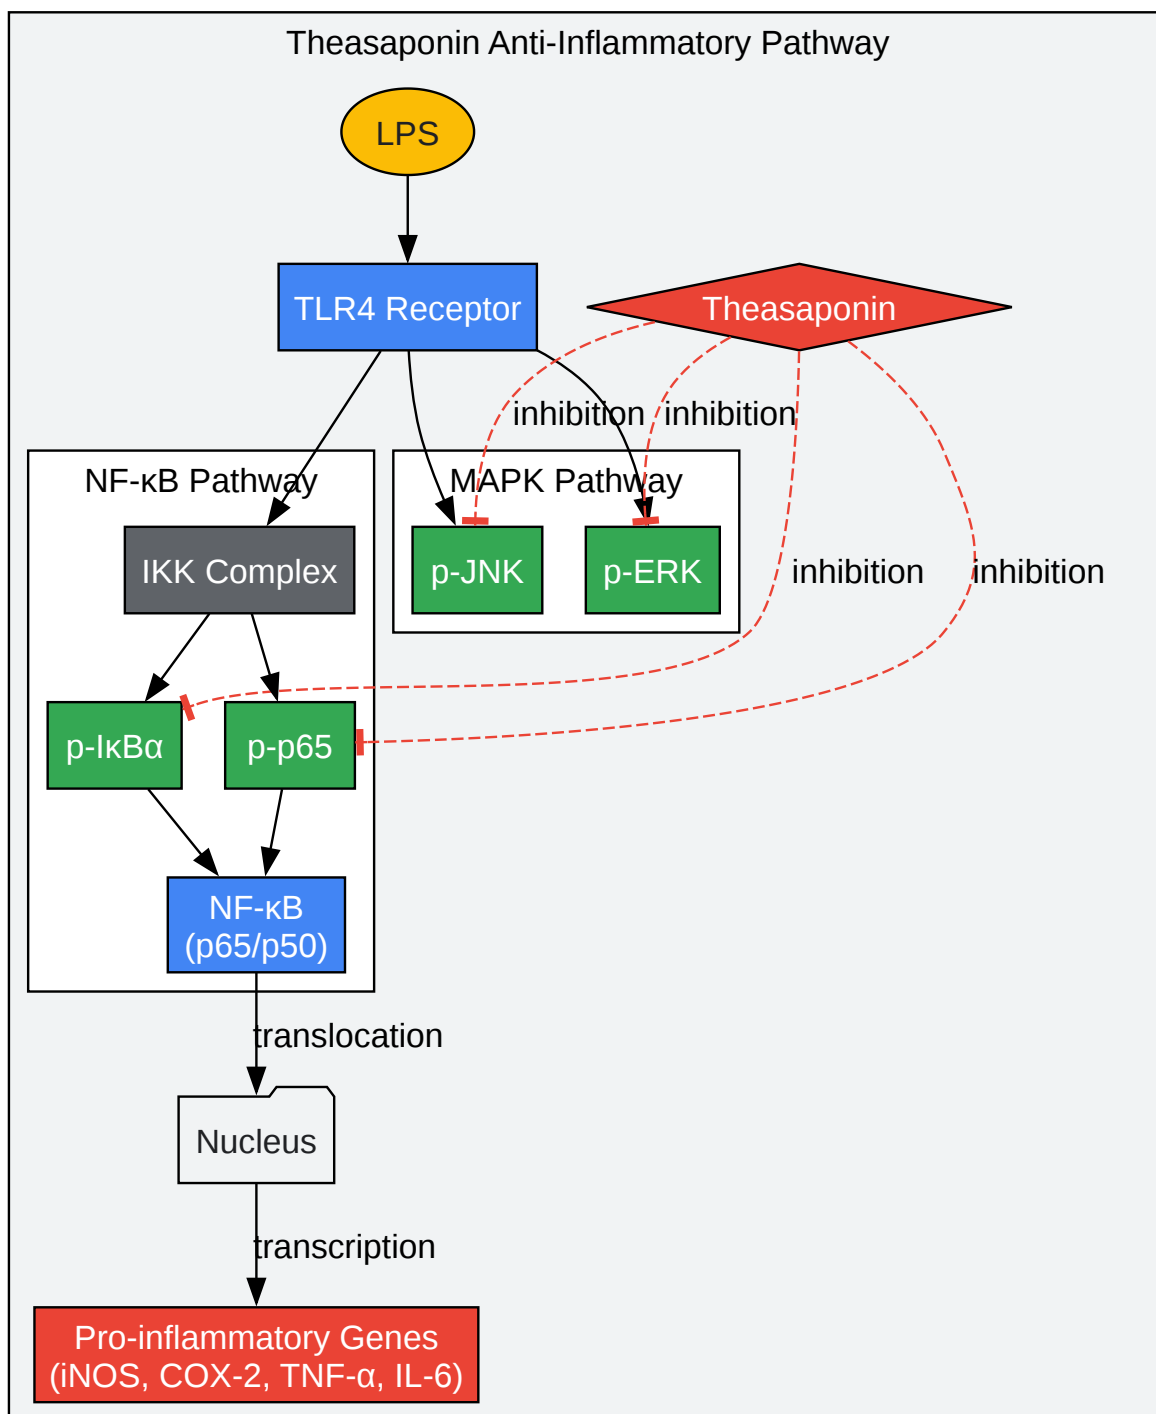 Theasaponin Anti-Inflammatory Pathway
LPS
TLR4 Receptor
Theasaponin
inhibition
inhibition
NF-κB Pathway
MAPK Pathway
IKK Complex
p-JNK
p-ERK
inhibition
inhibition
p-IκBα
p-p65
NF-κB
(p65/p50)
translocation
Nucleus
transcription
Pro-inflammatory Genes
(iNOS, COX-2, TNF-α, IL-6)